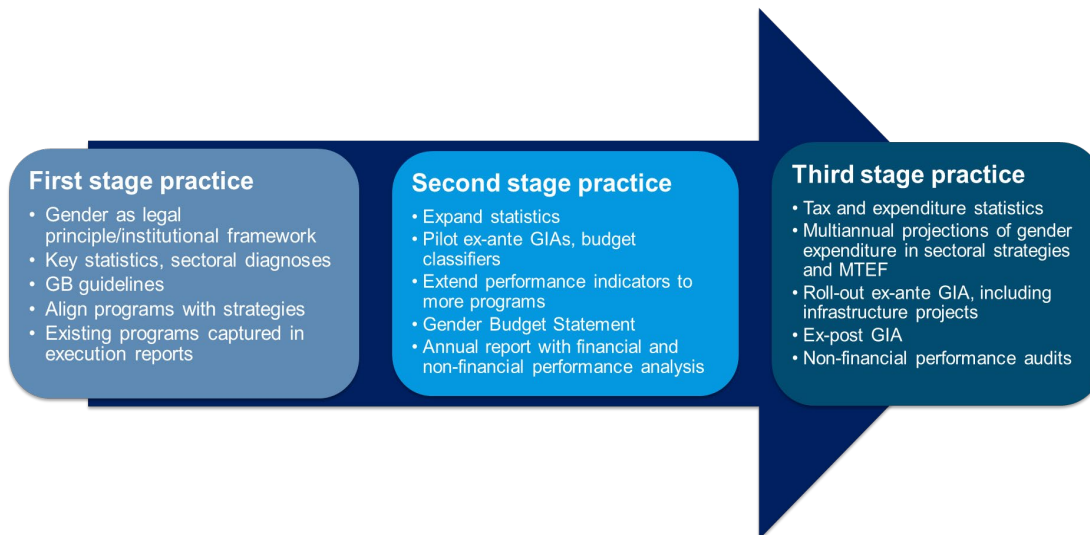 First stage practice
• Gender as legal
principle/institutional framework
• Key statistics, sectoral diagnoses
• GB guidelines
• Align programs with strategies
• Existing programs captured in
execution reports
Second stage practice
• Expand statistics
• Pilot ex-ante GIAs, budget
classifiers
• Extend performance indicators to
more programs
• Gender Budget Statement
• Annual report with financial and
non-financial performance analysis
Third stage practice
• Tax and expenditure statistics
• Multiannual projections of gender
expenditure in sectoral strategies
and MTEF
• Roll-out ex-ante GIA, including
infrastructure projects
• Ex-post GIA
• Non-financial performance audits